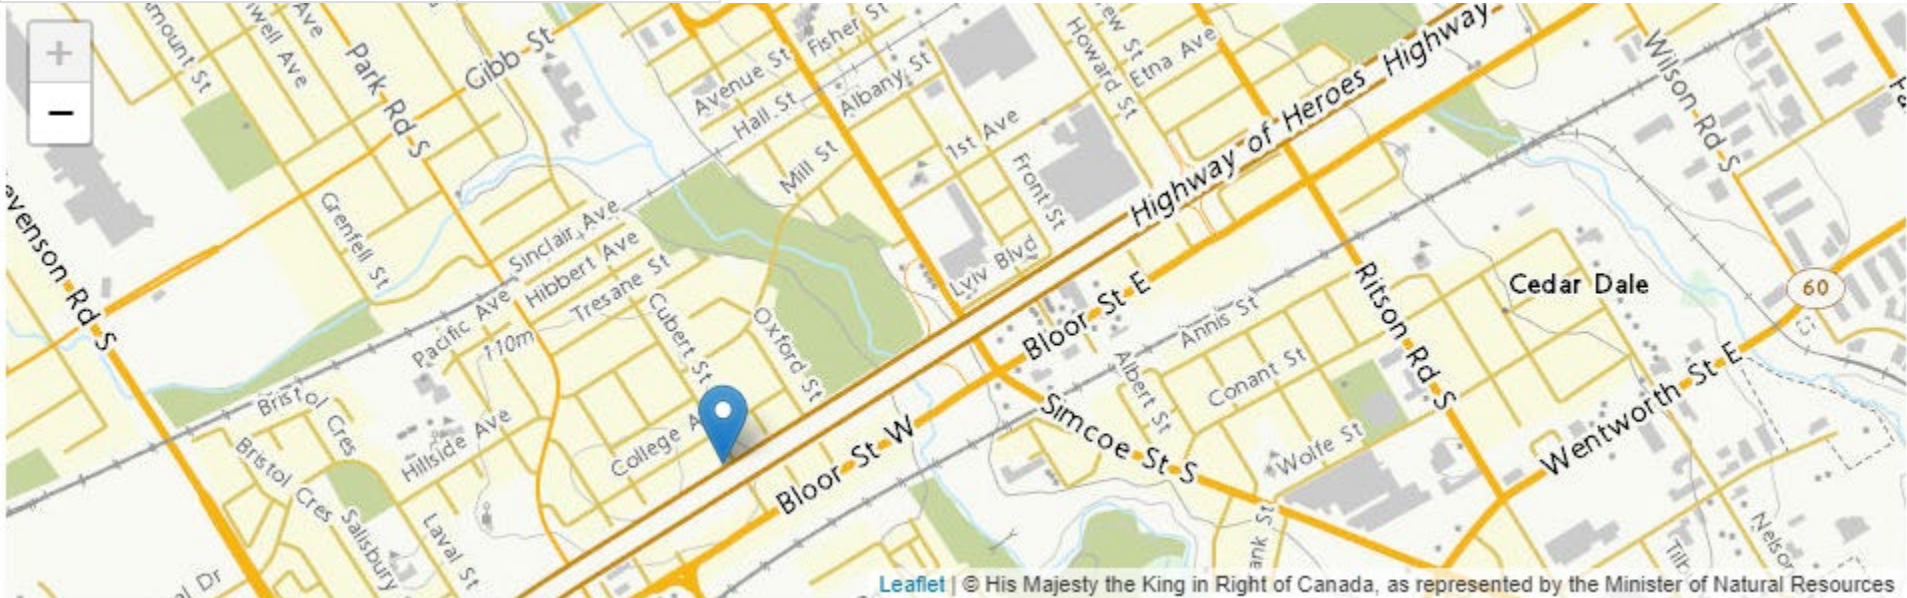 +
−
Park Rd S
Gibb St
Fisher St
Avenue St
Hall St
Albany St
Howard St
Etna Ave
Highway of Heroes Highway
Wilson Rd S
1st Ave
Mill St
Front St
Grenfell St
Sinclair Ave
Hibbert Ave
Tresane St
Pacific Ave
110m
Cubert St
Oxford St
Lviv Blvd
Bloor St E
Annis St
Ritson Rd S
Cedar Dale
60
Albert St
Conant St
Wentworth St E
Bristol Cres
Bristol Cres
Hillside Ave
College
Bloor St W
Simcoe St S
Wolfe St
Salisbury
Laval St
Leaflet | © His Majesty the King in Right of Canada, as represented by the Minister of Natural Resources